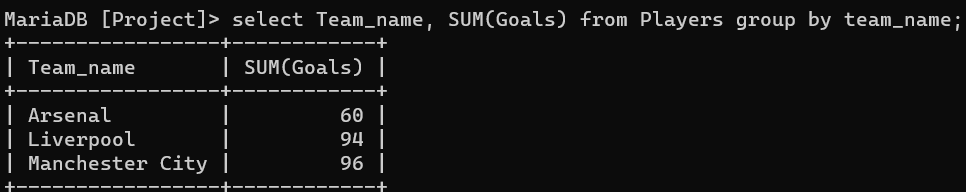 MariaDB [Project]> select Team_name, SUM(Goals) from Players group by team_name;
+-----------------+------------+
| Team_name       | SUM(Goals) |
+-----------------+------------+
| Arsenal         |         60 |
| Liverpool       |         94 |
| Manchester City |         96 |
+-----------------+------------+